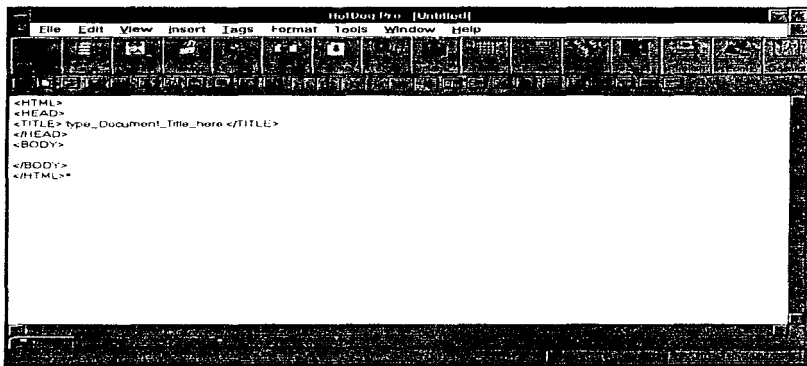 HotDog Pro - [Untitled]
File Edit View Insert Tags Format Tools Window Help
<HTML>
<HEAD>
<TITLE> type_Document_Title_here </TITLE>
</HEAD>
<BODY>
</BODY>
</HTML>